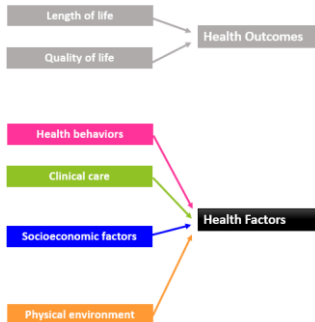 Length of life
Health Outcomes
Quality of life
Health behaviors
Clinical care
Health Factors
Socioeconomic factors
Physical environment